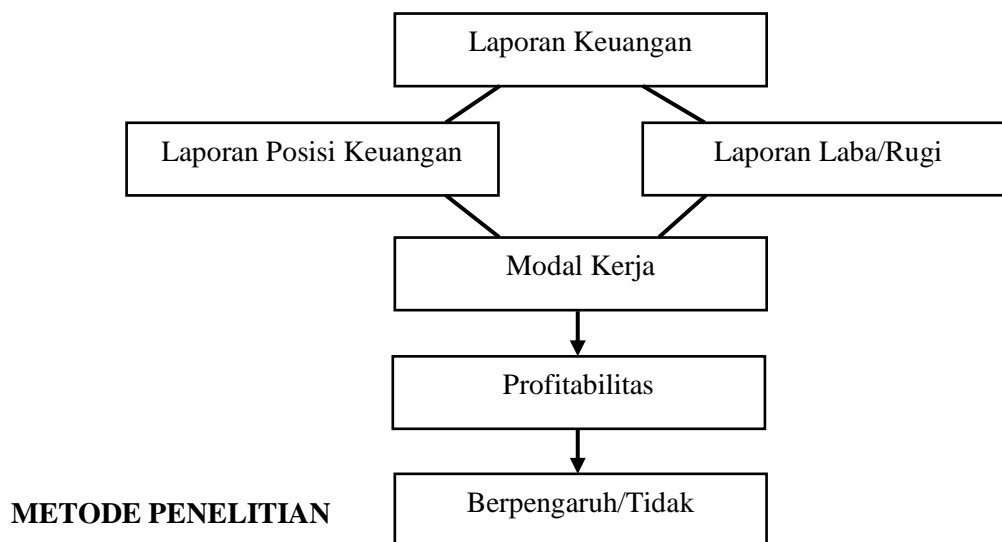 Laporan Keuangan
Laporan Posisi Keuangan
Laporan Laba/Rugi
Modal Kerja
Profitabilitas
Berpengaruh/Tidak
METODE PENELITIAN